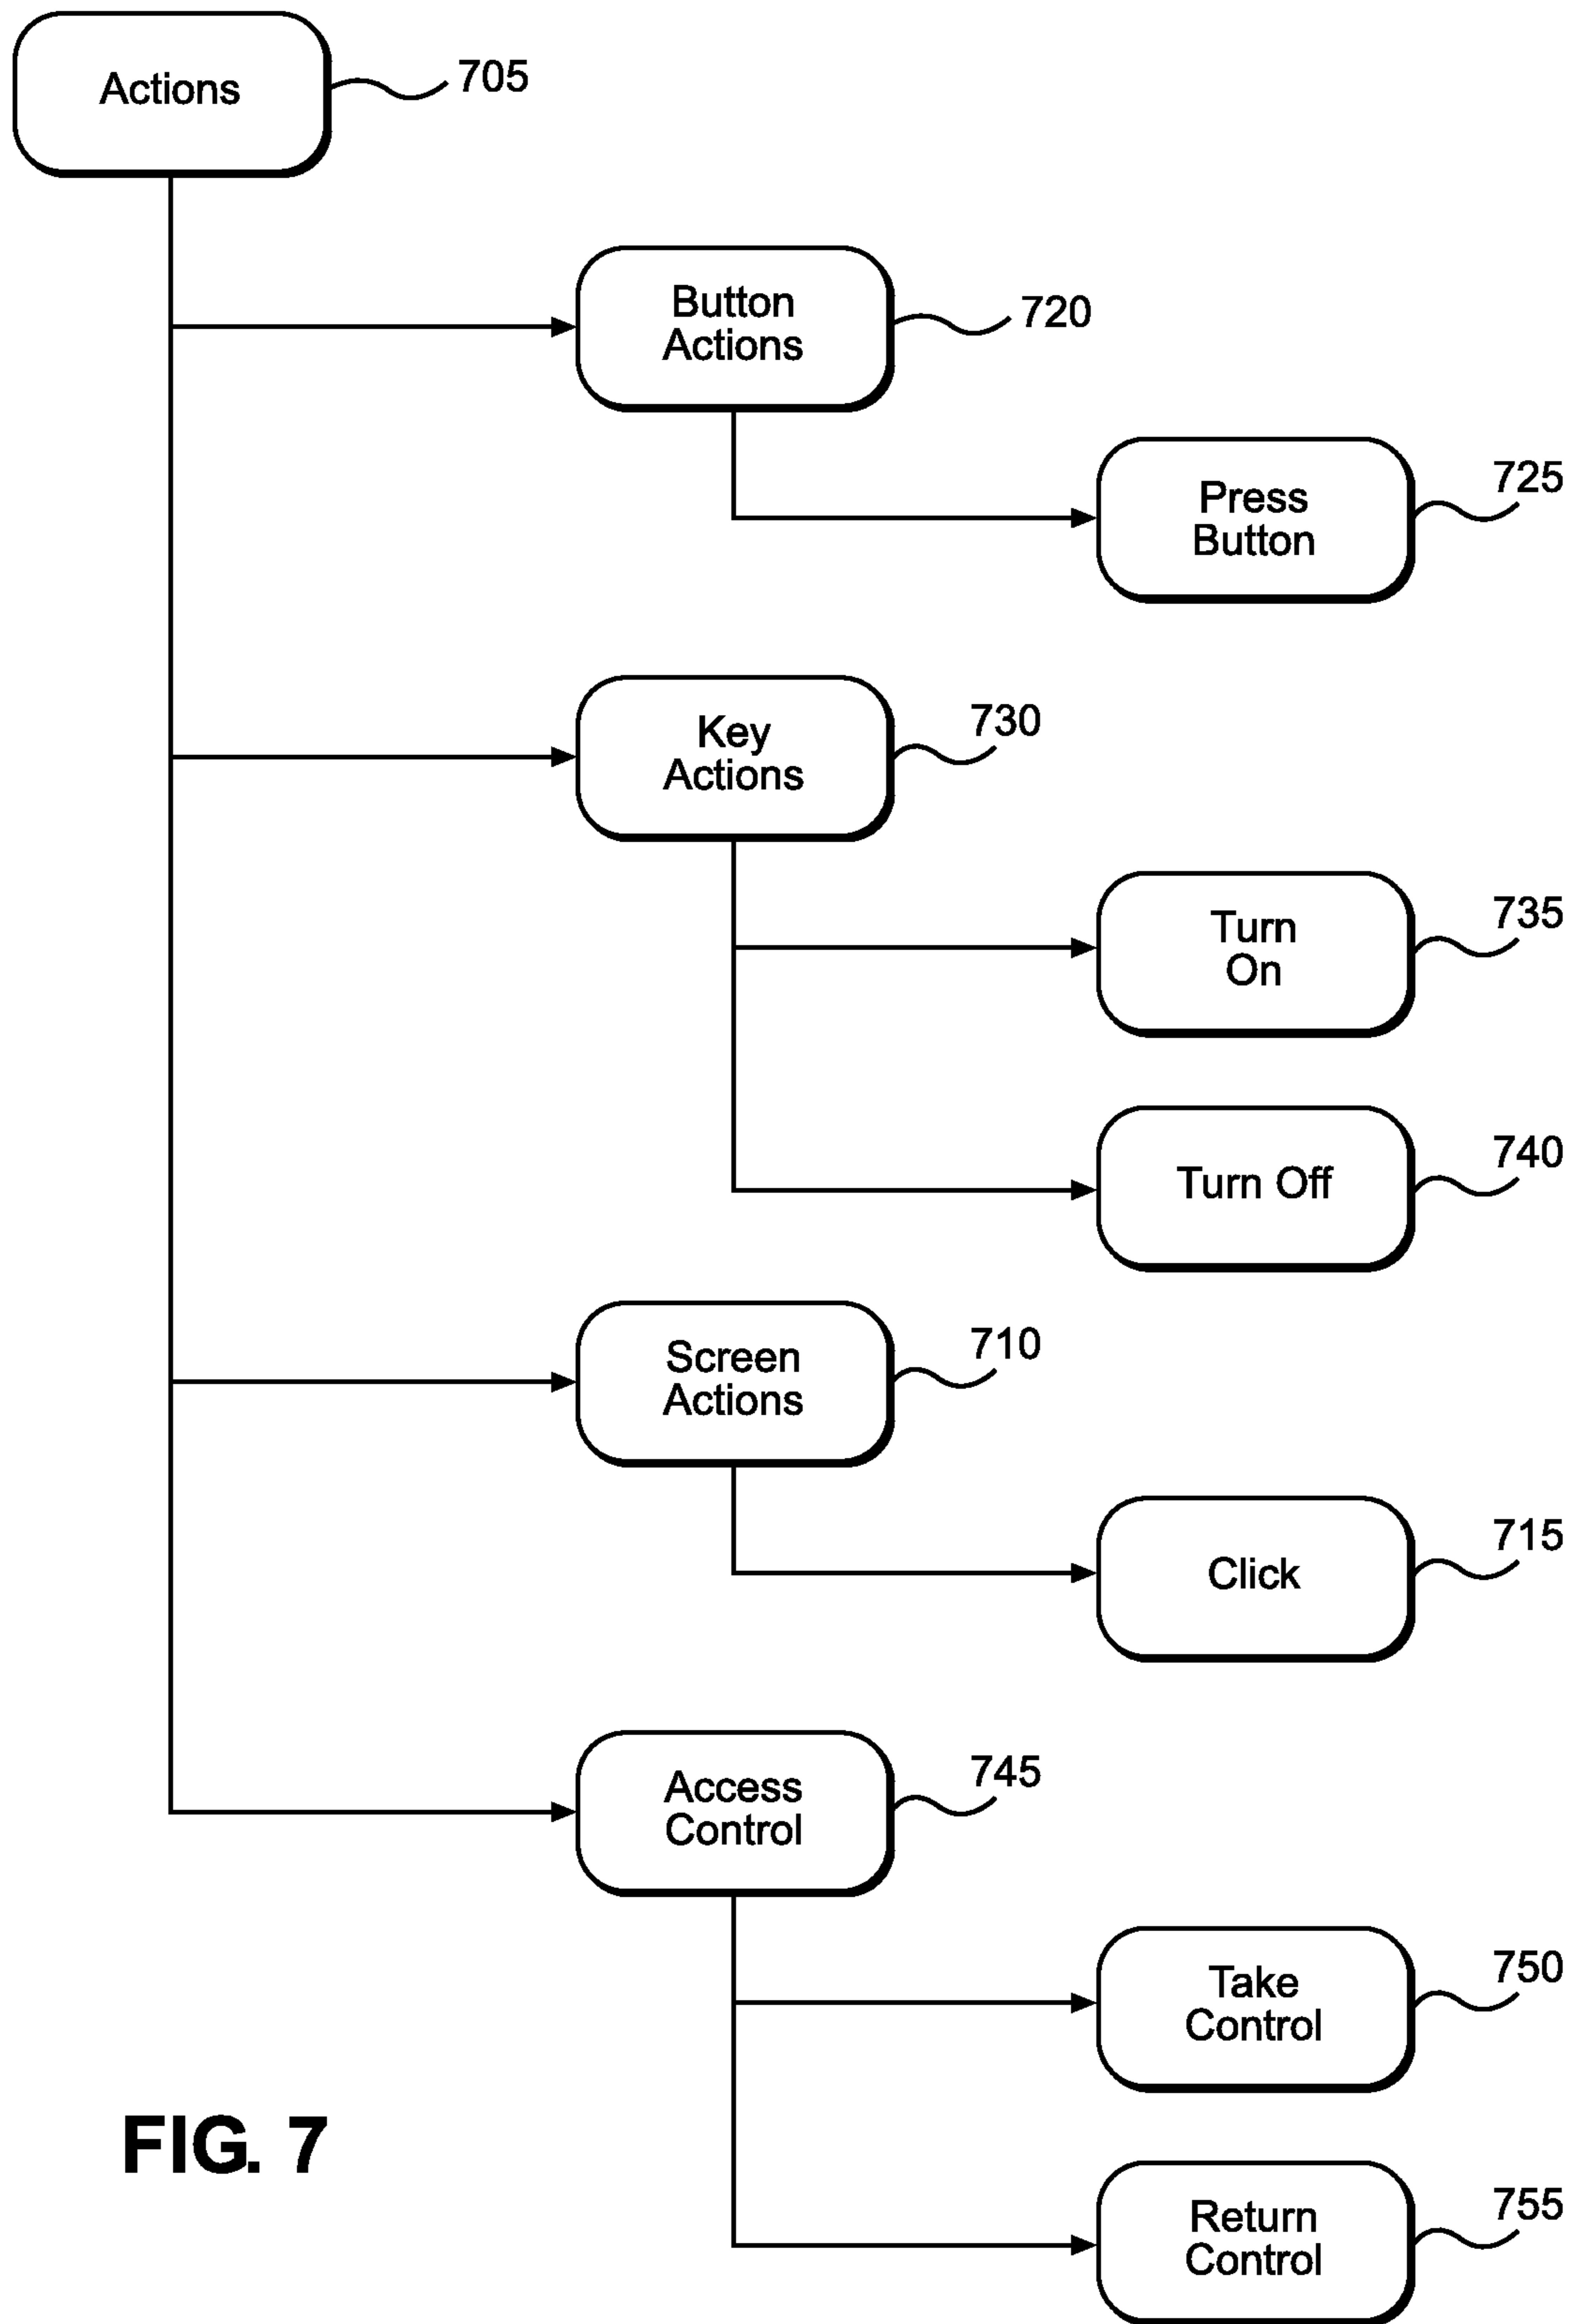 Actions
705
Button
Actions
720
Press
Button
725
Key
Actions
730
Turn
On
735
Turn Off
740
Screen
Actions
710
Click
715
Access
Control
745
Take
Control
750
Return
Control
755
FIG. 7